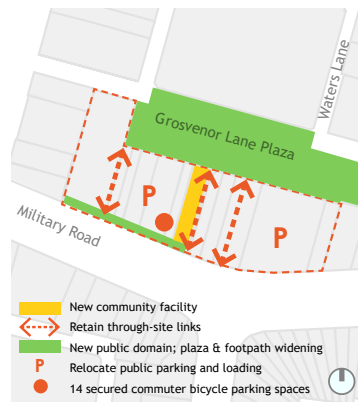 Waters Lane
Grosvenor Lane Plaza
P
P
Military Road
New community facility
Retain through-site links
New public domain; plaza & footpath widening
P Relocate public parking and loading
14 secured commuter bicycle parking spaces